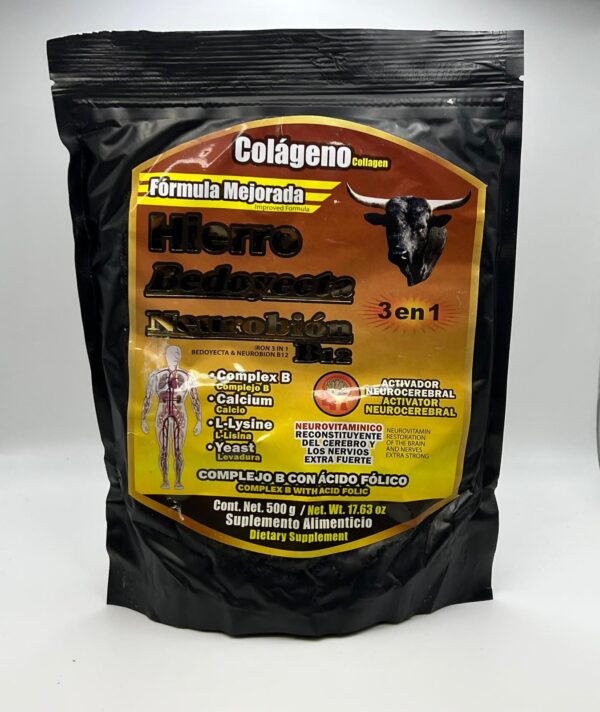 Colágeno Collagen
Fórmula Mejorada
Improved Formula
Hierro
Bedoyecta
Neurobión
B12
IRON 3 IN 1
BEDOYECTA & NEUROBION B12
3 en 1
•Complex B
Complejo B
•Calcium
Calcio
•L-Lysine
L-Lisina
•Yeast
Levadura
ACTIVADOR
NEUROCEREBRAL
ACTIVATOR
NEUROCEREBRAL
NEUROVITAMINICO
RECONSTITUYENTE
DEL CEREBRO Y
LOS NERVIOS
EXTRA FUERTE
NEUROVITAMIN
RESTORATION
OF THE BRAIN
AND NERVES
EXTRA STRONG
COMPLEJO B CON ÁCIDO FÓLICO
COMPLEX B WITH ACID FOLIC
Cont. Net. 500 g / Net. Wt. 17.63 oz
Suplemento Alimenticio
Dietary Supplement